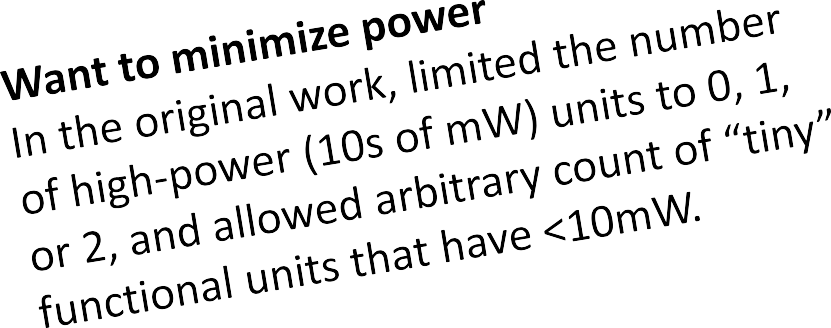 Want to minimize power
In the original work, limited the number
of high-power (10s of mW) units to 0, 1,
or 2, and allowed arbitrary count of “tiny”
functional units that have <10mW.